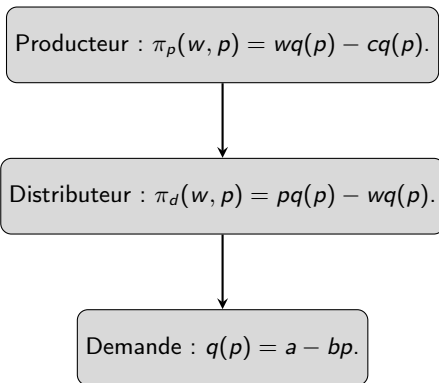 Producteur : π_p(w, p) = wq(p) − cq(p).
Distributeur : π_d(w, p) = pq(p) − wq(p).
Demande : q(p) = a − bp.